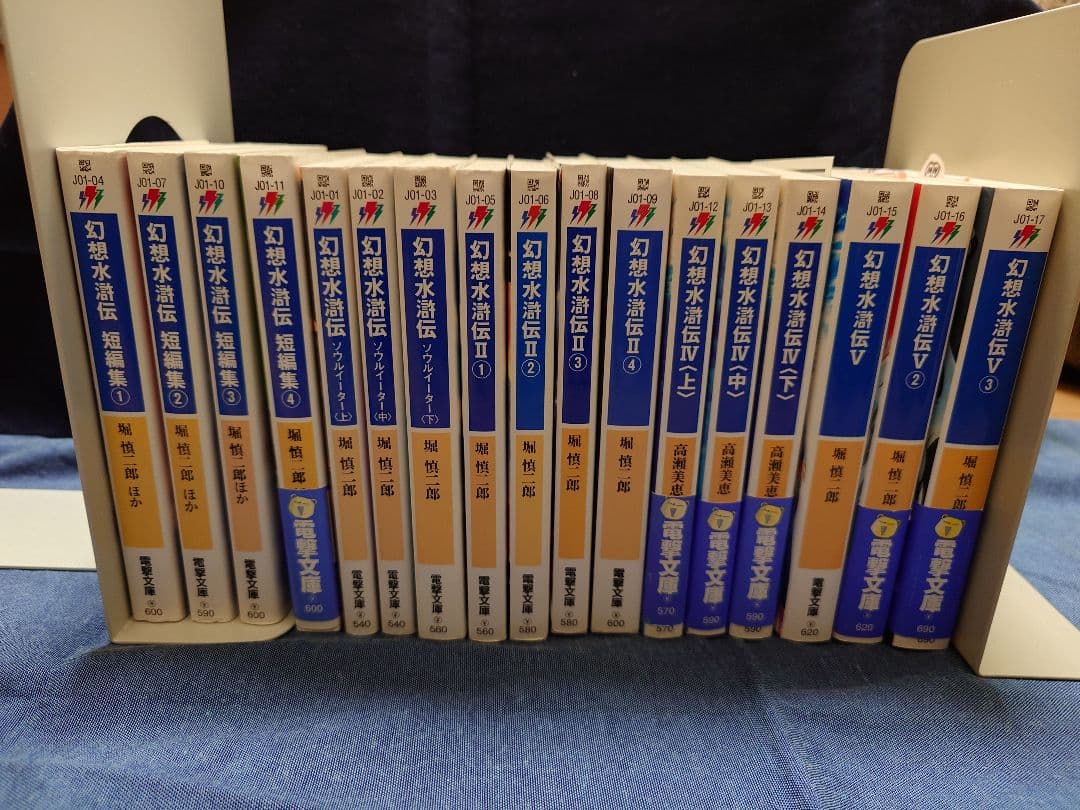 J01-04
幻想水滸伝 短編集①
堀 慎二郎 ほか
電撃文庫
600
J01-07
幻想水滸伝 短編集②
堀 慎二郎 ほか
電撃文庫
590
J01-10
幻想水滸伝 短編集③
堀 慎二郎 ほか
電撃文庫
600
J01-11
幻想水滸伝 短編集④
堀 慎二郎
電撃文庫
600
J01-01
幻想水滸伝 ソウルイーター〈上〉
堀 慎二郎
電撃文庫
540
J01-02
幻想水滸伝 ソウルイーター〈中〉
堀 慎二郎
電撃文庫
540
J01-03
幻想水滸伝 ソウルイーター〈下〉
堀 慎二郎
電撃文庫
560
J01-05
幻想水滸伝Ⅱ①
堀 慎二郎
電撃文庫
560
J01-06
幻想水滸伝Ⅱ②
堀 慎二郎
電撃文庫
580
J01-08
幻想水滸伝Ⅱ③
堀 慎二郎
電撃文庫
580
J01-09
幻想水滸伝Ⅱ④
堀 慎二郎
電撃文庫
600
J01-12
幻想水滸伝Ⅳ〈上〉
高瀬美恵
電撃文庫
570
570
J01-13
幻想水滸伝Ⅳ〈中〉
高瀬美恵
電撃文庫
590
590
J01-14
幻想水滸伝Ⅳ〈下〉
高瀬美恵
電撃文庫
590
590
J01-15
幻想水滸伝Ⅴ
堀 慎二郎
電撃文庫
620
J01-16
幻想水滸伝Ⅴ②
堀 慎二郎
電撃文庫
620
J01-17
幻想水滸伝Ⅴ③
堀 慎二郎
電撃文庫
690
690